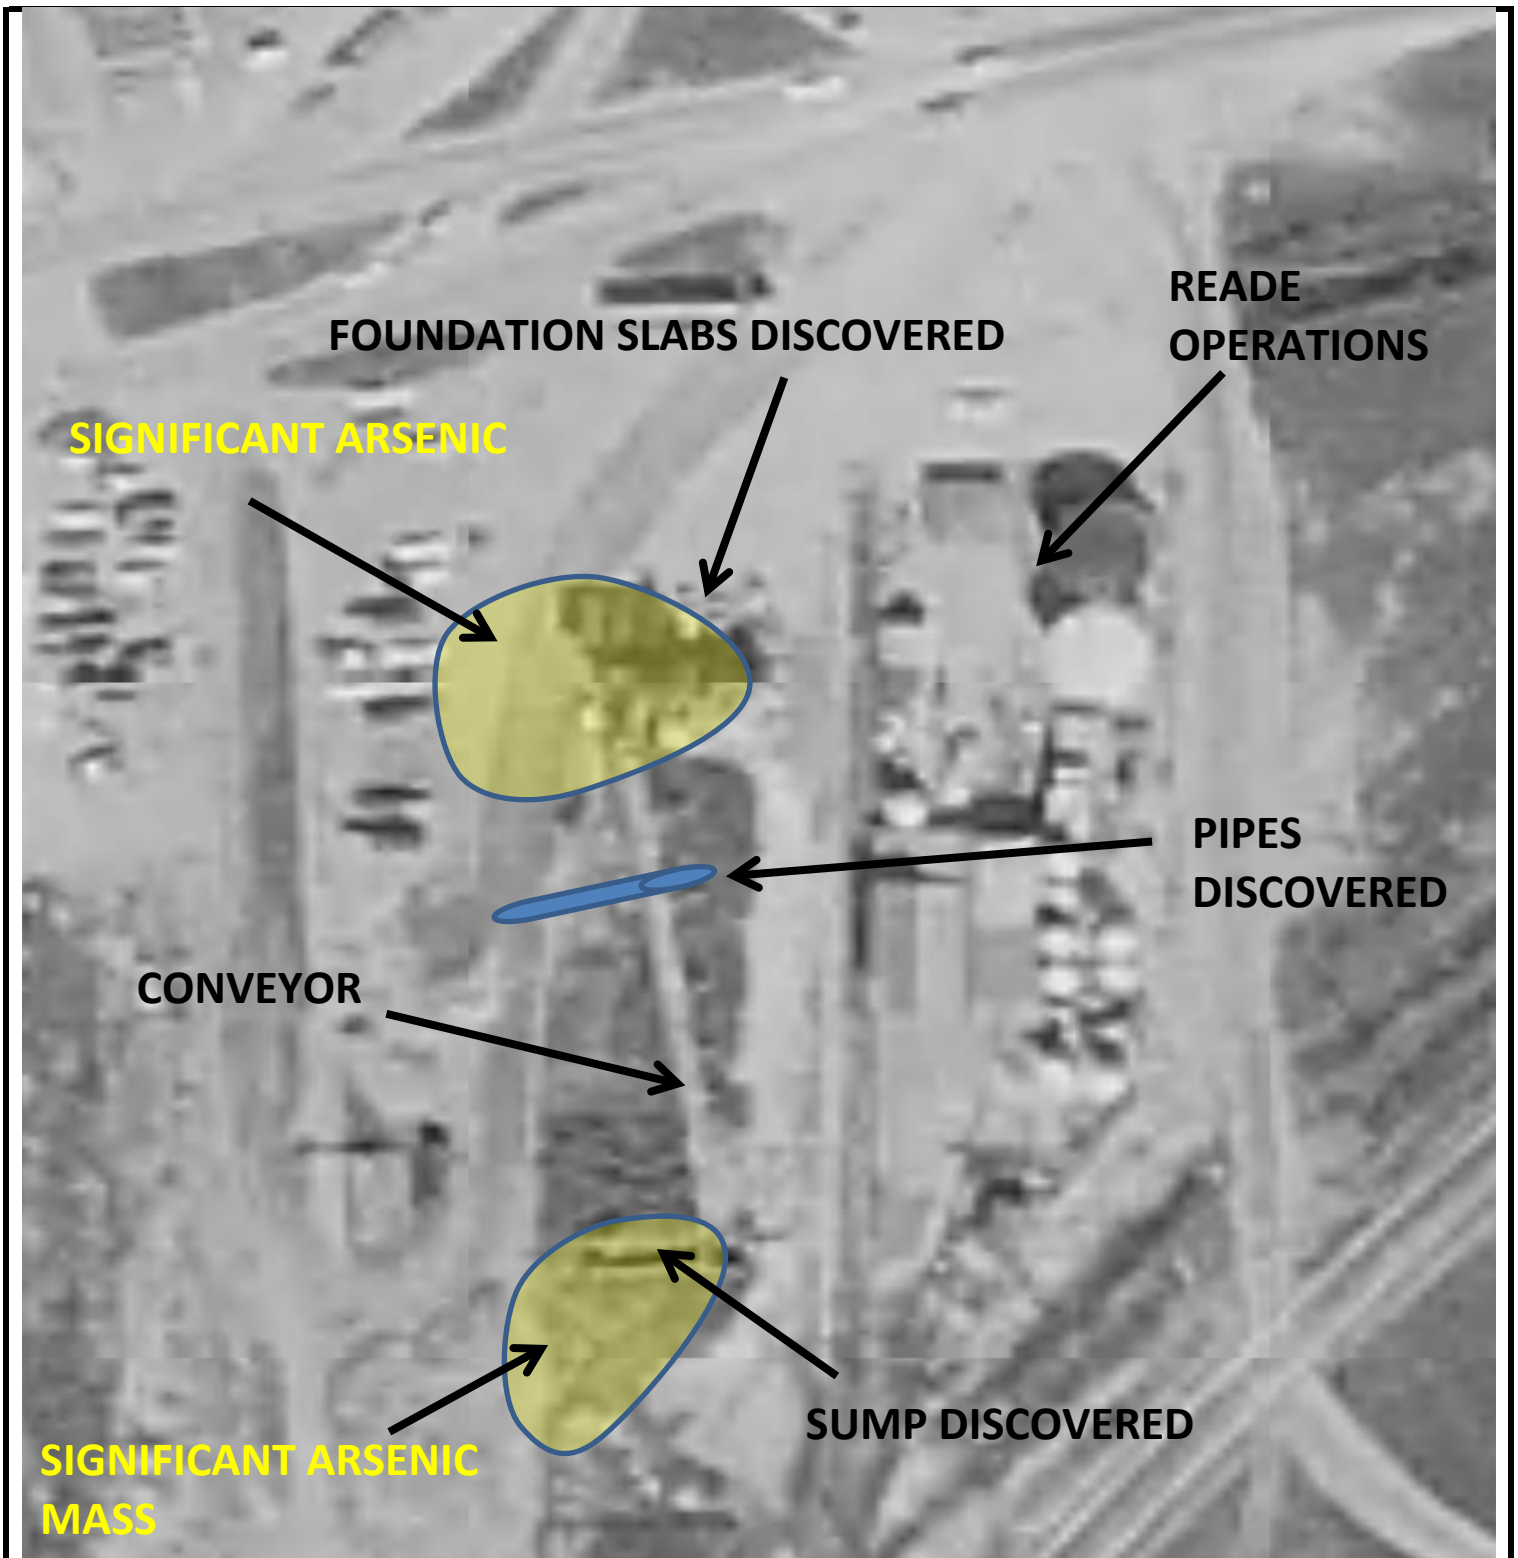 READE
OPERATIONS
FOUNDATION SLABS DISCOVERED
SIGNIFICANT ARSENIC
PIPES
DISCOVERED
CONVEYOR
SUMP DISCOVERED
SIGNIFICANT ARSENIC
MASS